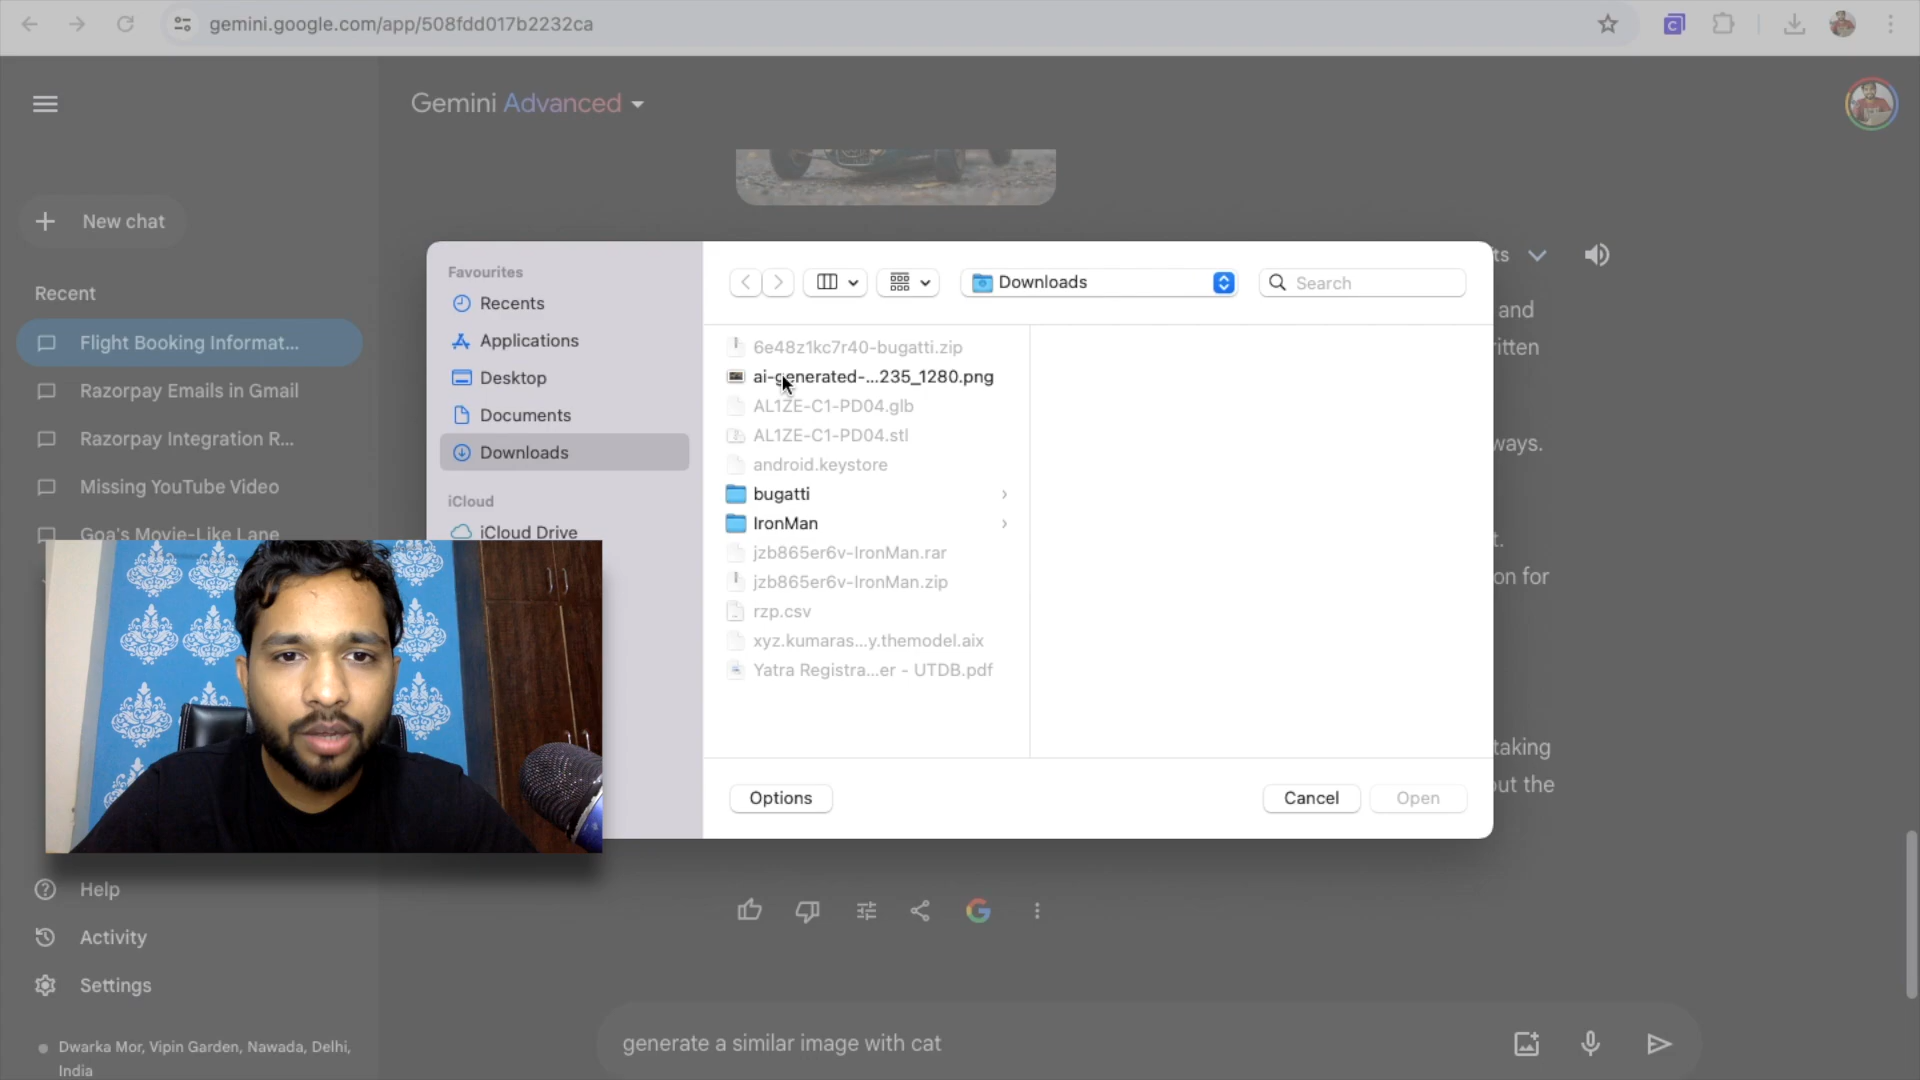 gemini.google.com/app/508fdd017b2232ca
Gemini Advanced
New chat
Recent
Flight Booking Informat...
Razorpay Emails in Gmail
Razorpay Integration R...
Missing YouTube Video
Goa's Movie-Like Lane
Help
Activity
Settings
Dwarka Mor, Vipin Garden, Nawada, Delhi,
India
Favourites
Recents
Applications
Desktop
Documents
Downloads
iCloud
iCloud Drive
Downloads
Search
6e48z1kc7r40-bugatti.zip
ai-generated-...235_1280.png
AL1ZE-C1-PD04.glb
AL1ZE-C1-PD04.stl
android.keystore
bugatti
IronMan
jzb865er6v-IronMan.rar
jzb865er6v-IronMan.zip
rzp.csv
xyz.kumaras...y.themodel.aix
Yatra Registra...er - UTDB.pdf
Options
Cancel
Open
and
ways.
on for
taking
out the
generate a similar image with cat